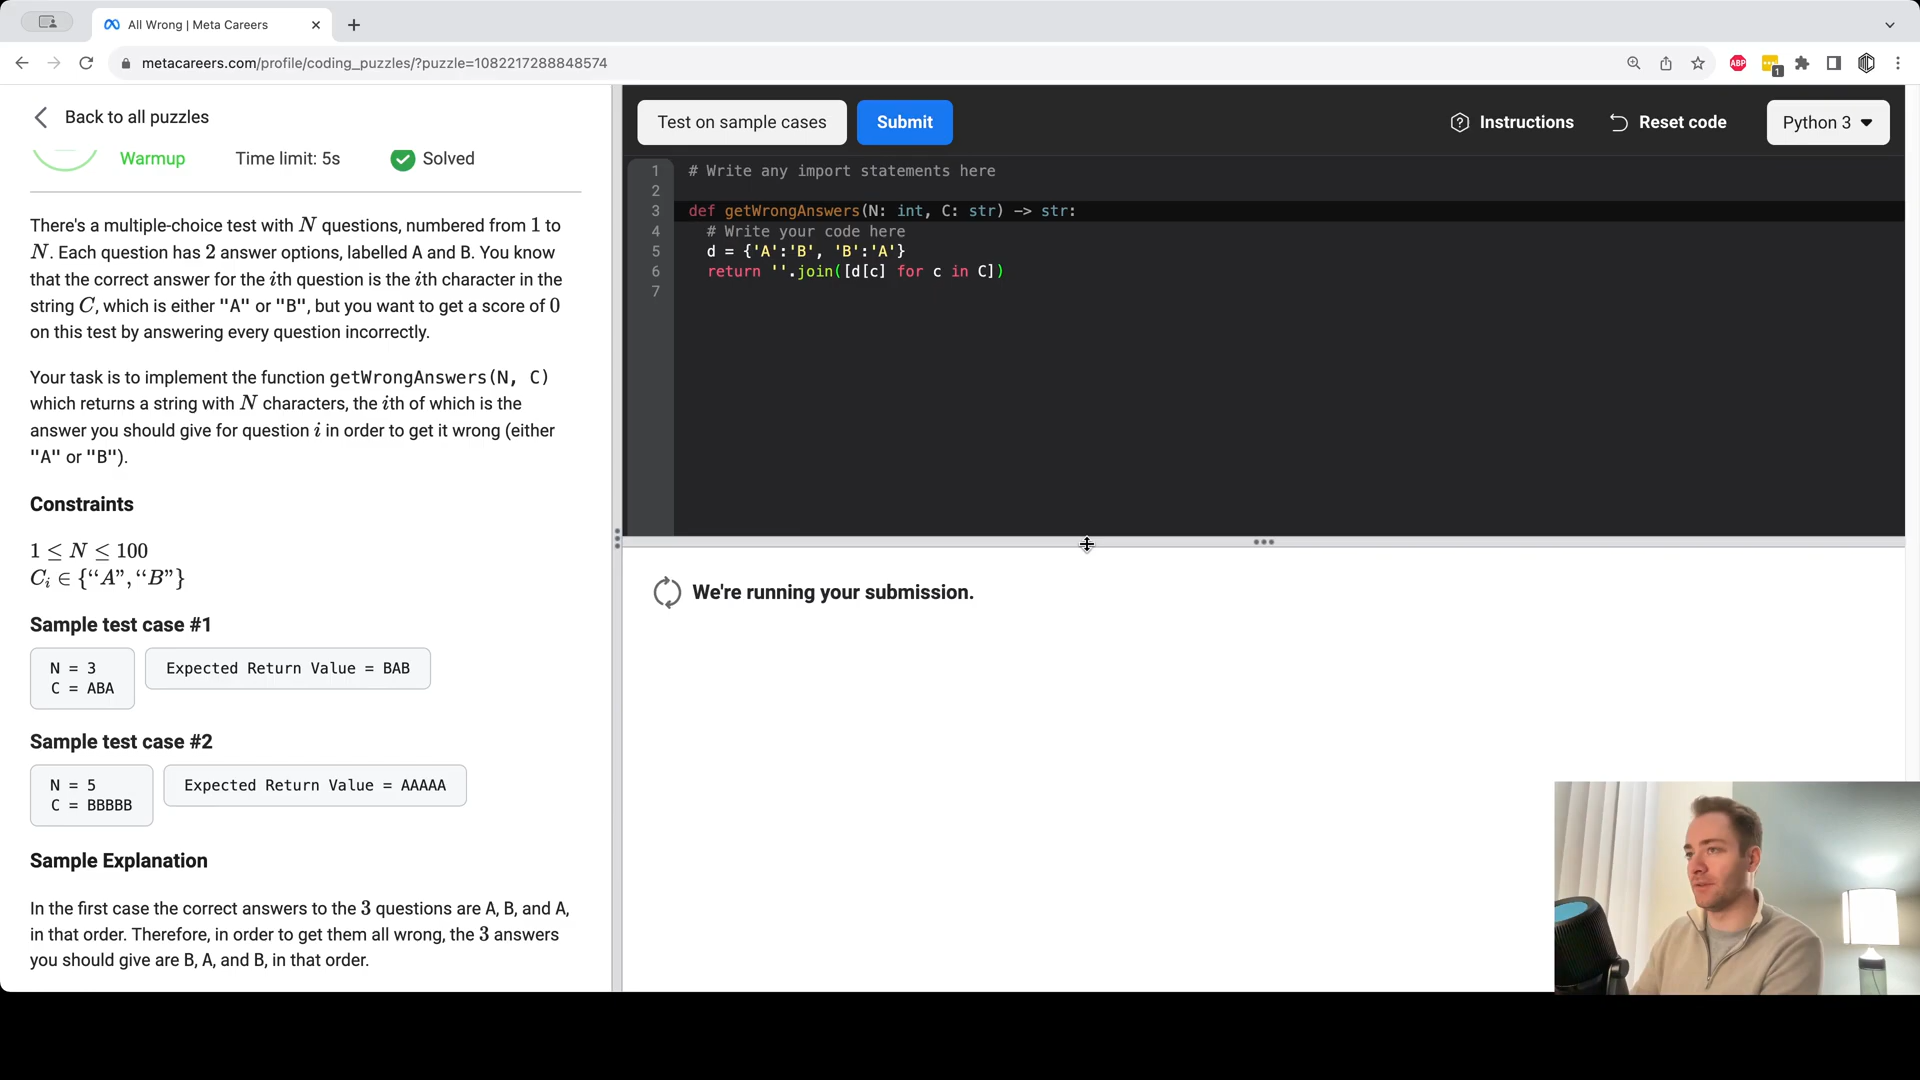 All Wrong | Meta Careers
metacareers.com/profile/coding_puzzles/?puzzle=1082217288848574
ABP
1
Back to all puzzles
Warmup Time limit: 5s Solved
There's a multiple-choice test with N questions, numbered from 1 to
N. Each question has 2 answer options, labelled A and B. You know
that the correct answer for the ith question is the ith character in the
string C, which is either "A" or "B", but you want to get a score of 0
on this test by answering every question incorrectly.
Your task is to implement the function getWrongAnswers(N, C)
which returns a string with N characters, the ith of which is the
answer you should give for question i in order to get it wrong (either
"A" or "B").
Constraints
1 ≤ N ≤ 100
Cᵢ ∈ {“A”, “B”}
Sample test case #1
N = 3
C = ABA
Expected Return Value = BAB
Sample test case #2
N = 5
C = BBBBB
Expected Return Value = AAAAA
Sample Explanation
In the first case the correct answers to the 3 questions are A, B, and A,
in that order. Therefore, in order to get them all wrong, the 3 answers
you should give are B, A, and B, in that order.
Test on sample cases Submit Instructions Reset code Python 3
1 # Write any import statements here
2
3 def getWrongAnswers(N: int, C: str) -> str:
4 # Write your code here
5 d = {'A':'B', 'B':'A'}
6 return ''.join([d[c] for c in C])
7
We're running your submission.